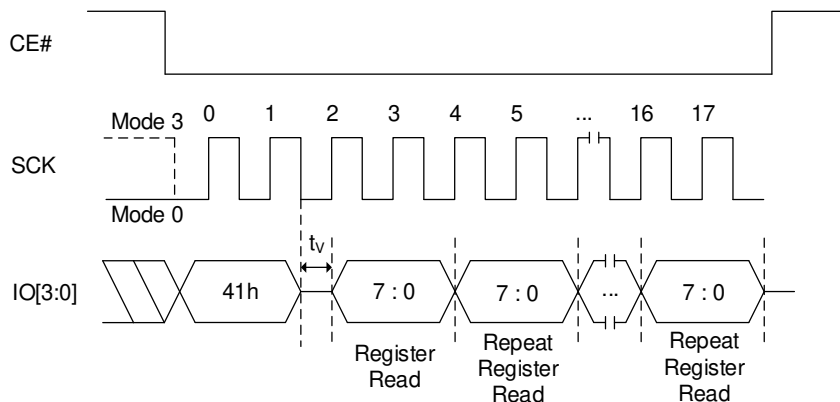 CE#
0 1 2 3 4 5 ... 16 17
Mode 3
SCK
Mode 0
tV
IO[3:0]
41h 7 : 0 7 : 0 ... 7 : 0
Register
Read
Repeat
Register
Read
Repeat
Register
Read